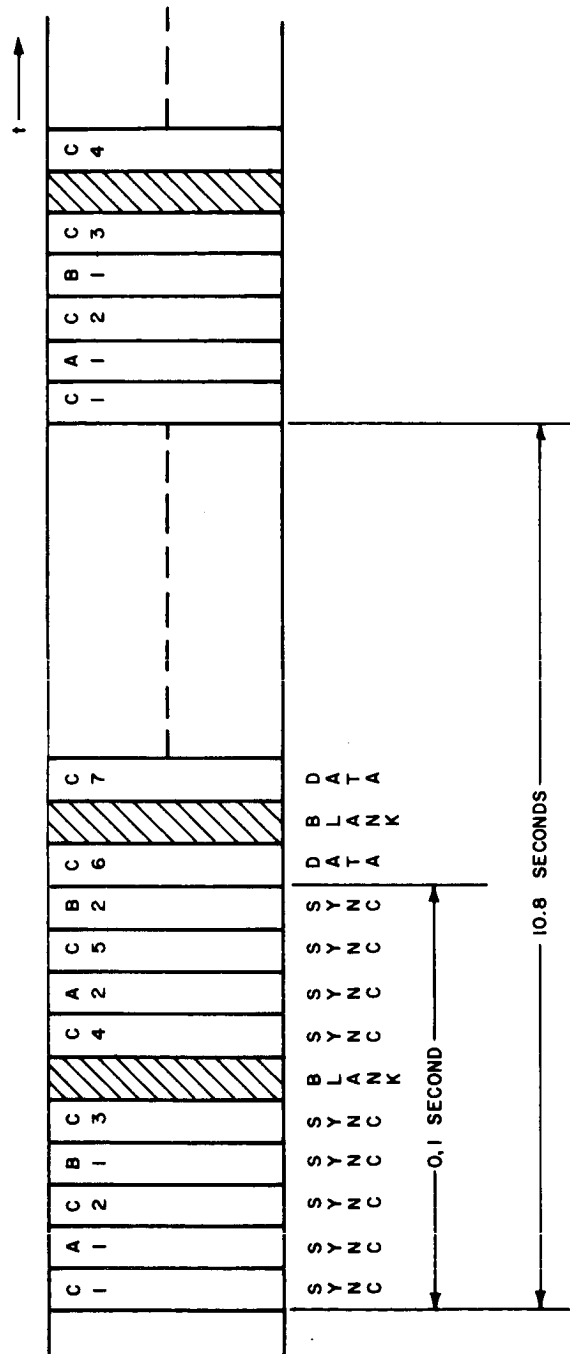 t
C 1
A 1
C 2
B 1
C 3
C 4
A 2
C 5
B 2
C 6
C 7
C 1
A 1
C 2
B 1
C 3
C 4
SYNC
SYNC
SYNC
SYNC
SYNC
BLANK
SYNC
SYNC
SYNC
SYNC
DATA
BLANK
DATA
0.1 SECOND
10.8 SECONDS